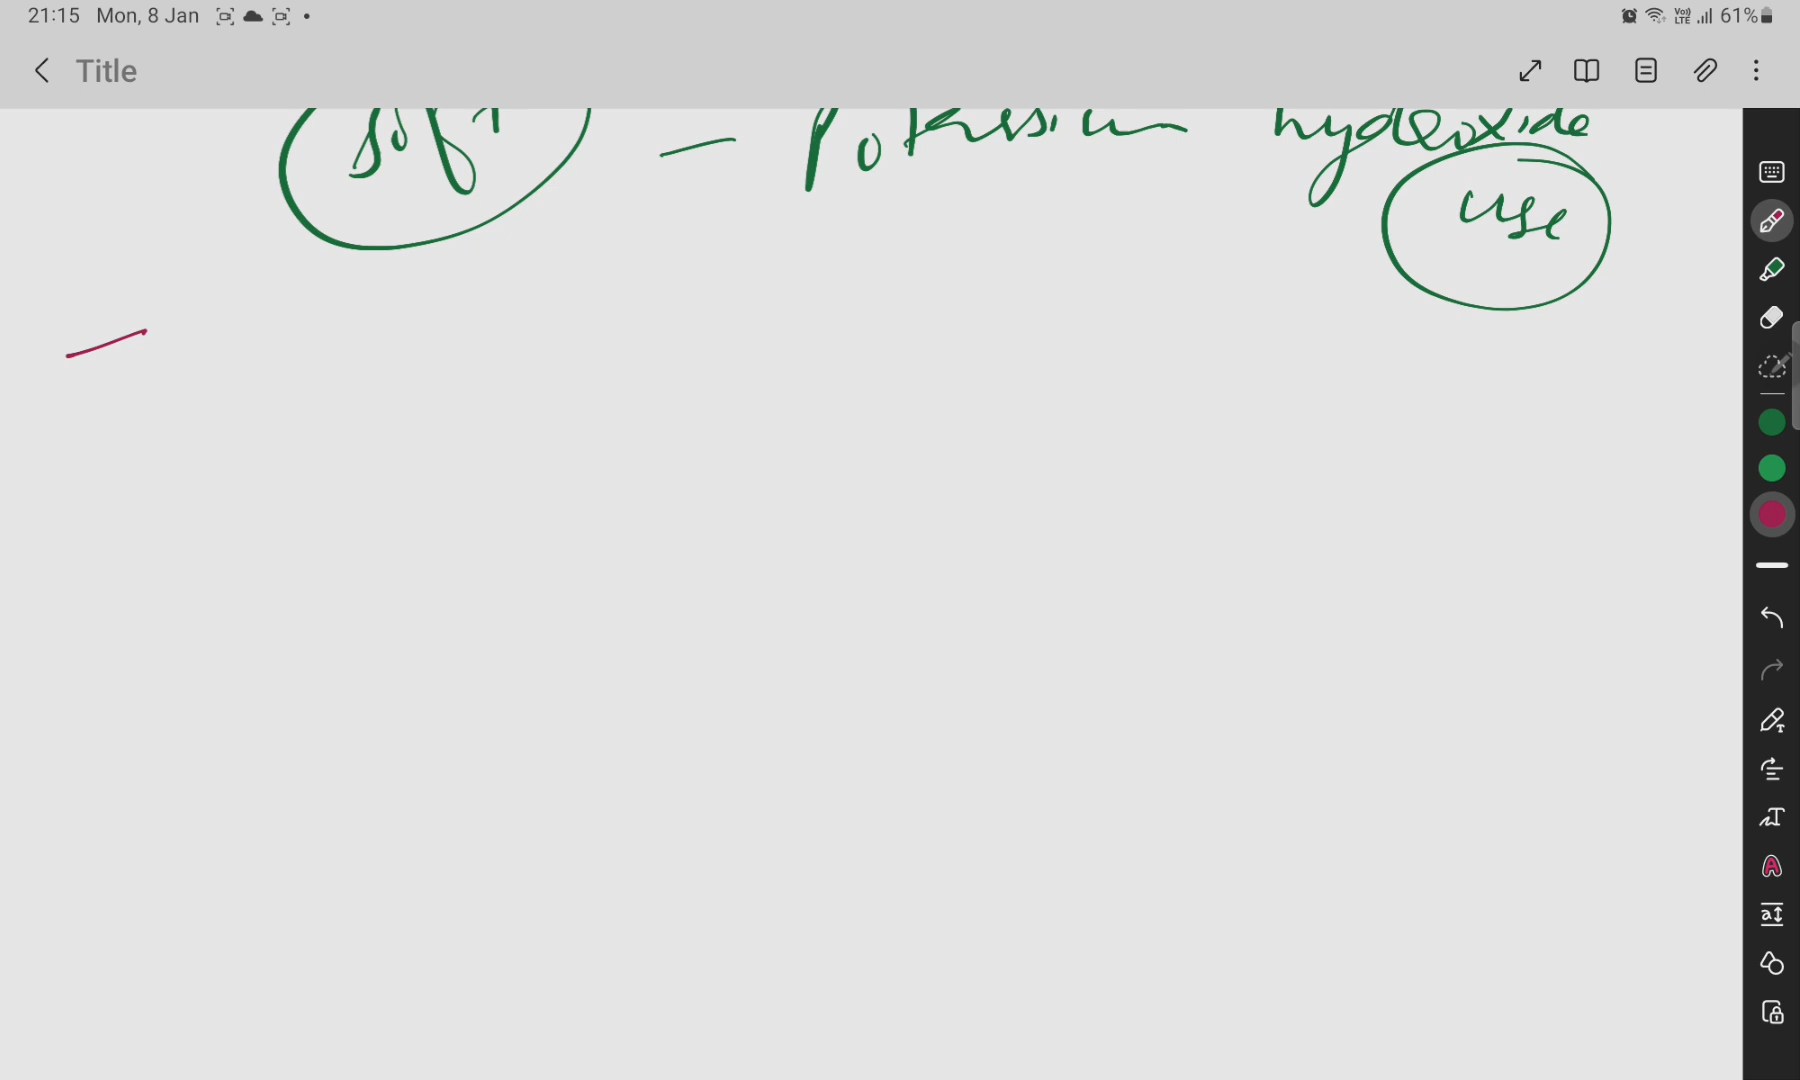 21:15 Mon, 8 Jan 61%
Title
soft — potassium hydroxide
use